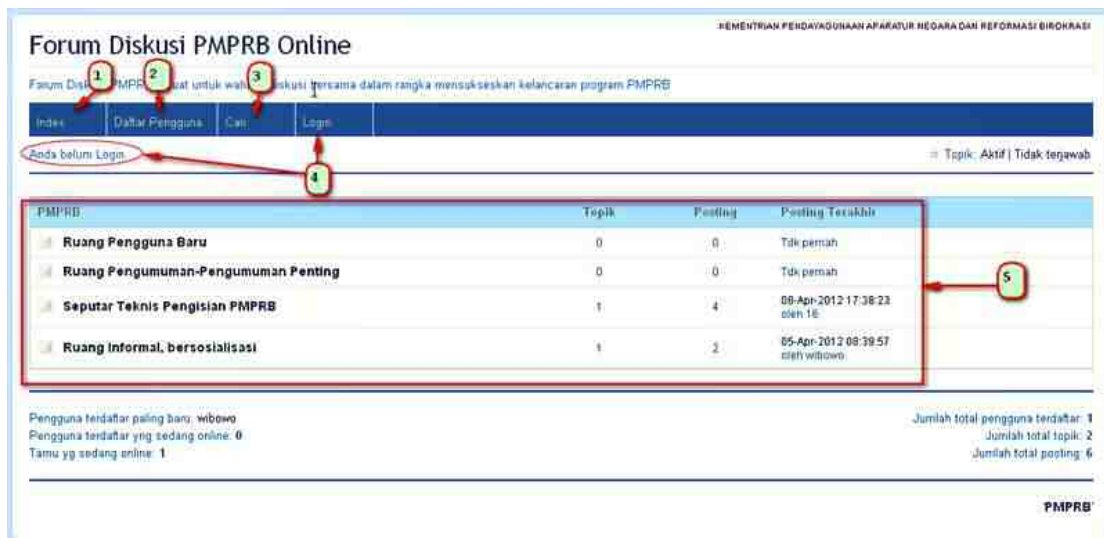 KEMENTRIAN PENDAYAGUNAAN APARATUR NEGARA DAN REFORMASI BIROKRASI
Forum Diskusi PMPRB Online
1 2 3
Forum untuk bersama dalam rangka mensukseskan kelancaran program PMPRB
Index Daftar Pengguna Cari Login
Anda belum Login. Topik: Aktif | Tidak terjawab
4
PMPRB Topik Posting Posting Terakhir
Ruang Pengguna Baru 0 0 Tdk pernah
Ruang Pengumuman-Pengumuman Penting 0 0 Tdk pernah
5
Seputar Teknis Pengisian PMPRB 1 4 08-Apr-2012 17:38:23
oleh 16
Ruang Informal, bersosialisasi 1 2 05-Apr-2012 08:39:57
oleh wibowo
Pengguna terdaftar paling baru: wibowo Jumlah total pengguna terdaftar: 1
Pengguna terdaftar yng sedang online: 0 Jumlah total topik: 2
Tamu yg sedang online: 1 Jumlah total posting: 6
PMPRB